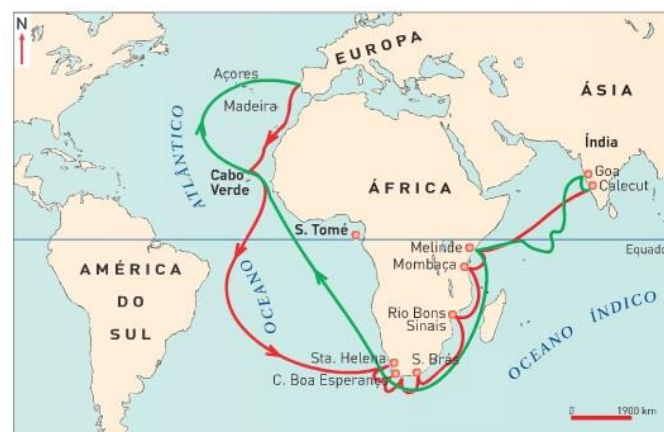 N
EUROPA
Açores
ÁSIA
Madeira
Índia
ATLÂNTICO
Goa
Cabo
Verde
Calecut
ÁFRICA
S. Tomé
Melinde
Equado
Mombaça
AMÉRICA
DO
SUL
OCEANO
Rio Bons
Sinais
OCEANO ÍNDICO
Sta. Helena
S. Brás
C. Boa Esperança
0 1900 km